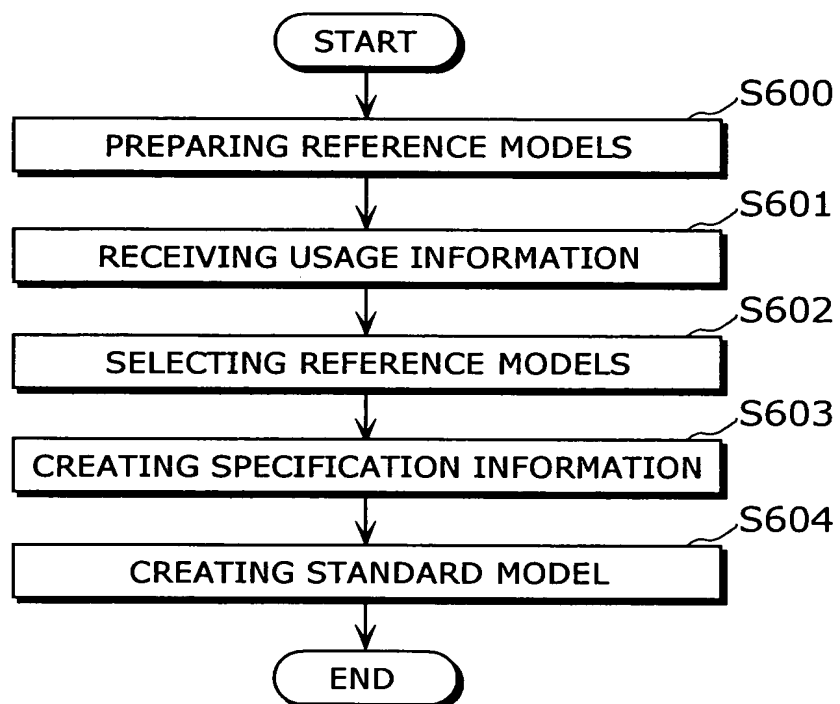 START
S600
PREPARING REFERENCE MODELS
S601
RECEIVING USAGE INFORMATION
S602
SELECTING REFERENCE MODELS
S603
CREATING SPECIFICATION INFORMATION
S604
CREATING STANDARD MODEL
END